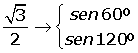 √3/2 → { sen 60º
sen 120º